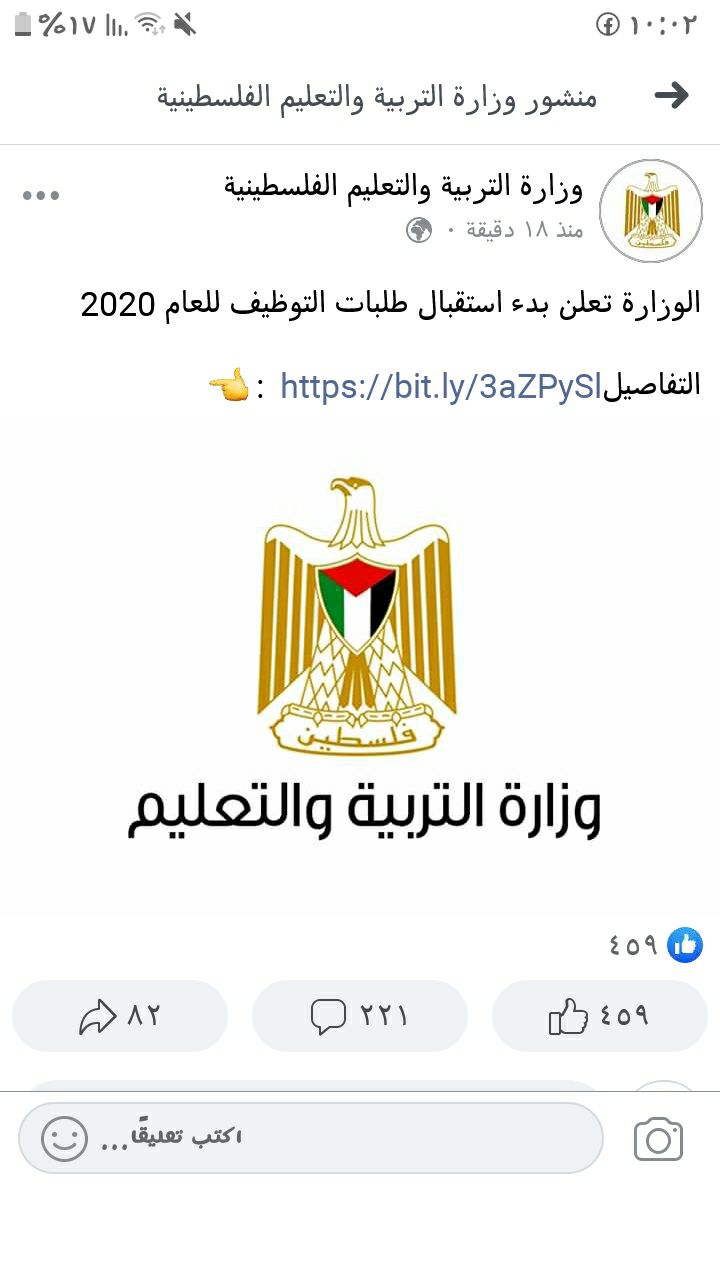 ١٠:٠٢
%١٧
منشور وزارة التربية والتعليم الفلسطينية
وزارة التربية والتعليم الفلسطينية
منذ ١٨ دقيقة ·
الوزارة تعلن بدء استقبال طلبات التوظيف للعام 2020
التفاصيل https://bit.ly/3aZPySl : 👈
فلسطين
وزارة التربية والتعليم
٤٥٩
٤٥٩
٢٢١
٨٢
اكتب تعليقًا...